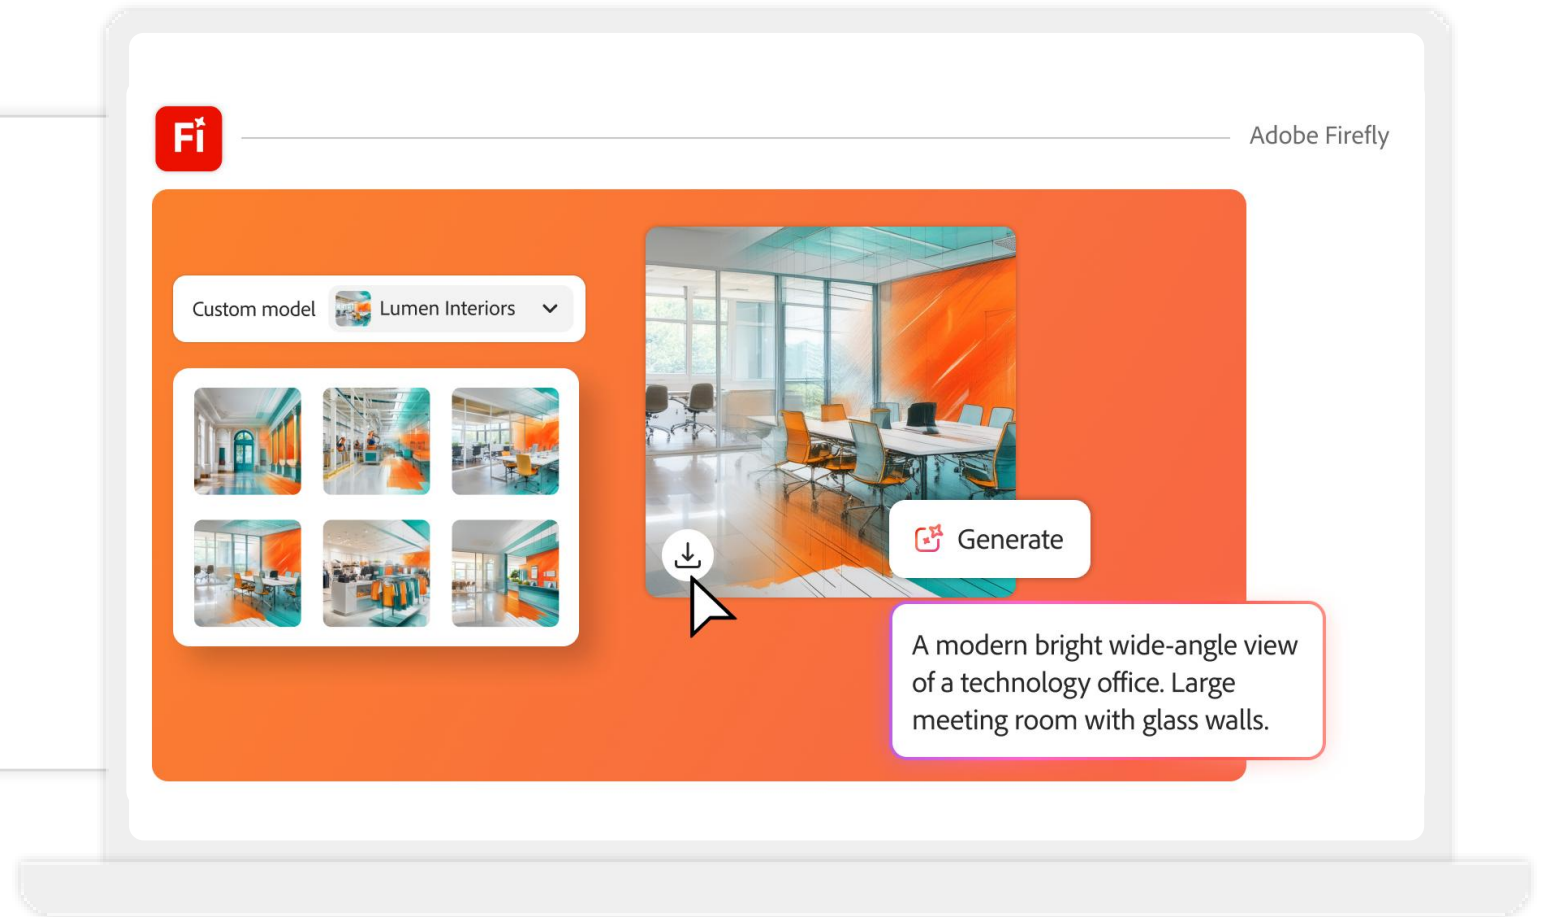 Fi
Adobe Firefly
Custom model
Lumen Interiors
Generate
A modern bright wide-angle view
of a technology office. Large
meeting room with glass walls.